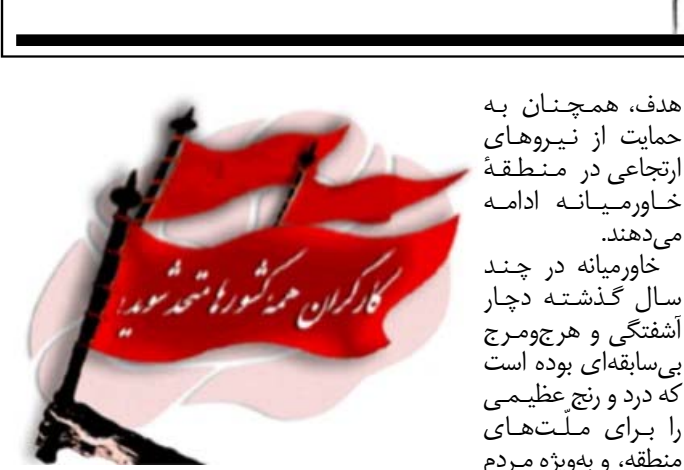 هدف، همچنان به
حمایت از نیروهای
ارتجاعی در منطقهٔ
خاورمیانه ادامه
می‌دهند.
خاورمیانه در چند
سال گذشته دچار
آشفتگی و هرج‌ومرج
بی‌سابقه‌ای بوده است
که درد و رنج عظیمی
را برای ملّت‌های
منطقه، و به‌ویژه مردم
کارگران همهٔ کشورها متحد شوید!